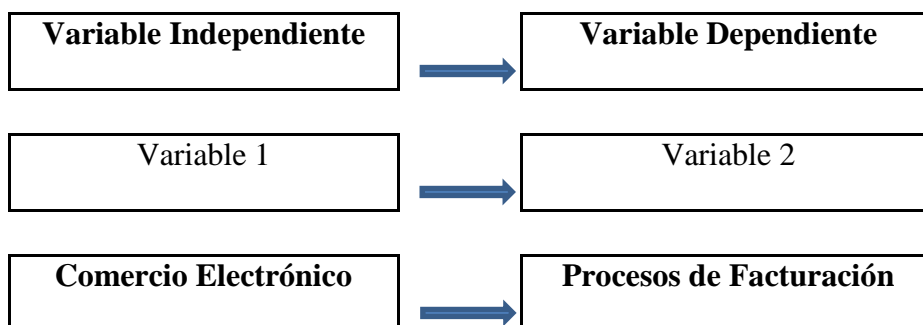 Variable Independiente
Variable Dependiente
Variable 1
Variable 2
Comercio Electrónico
Procesos de Facturación